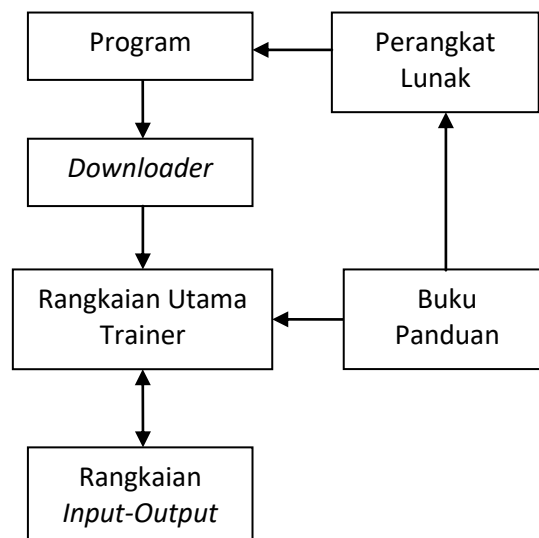 Program
Perangkat
Lunak
Downloader
Rangkaian Utama
Trainer
Buku
Panduan
Rangkaian
Input-Output